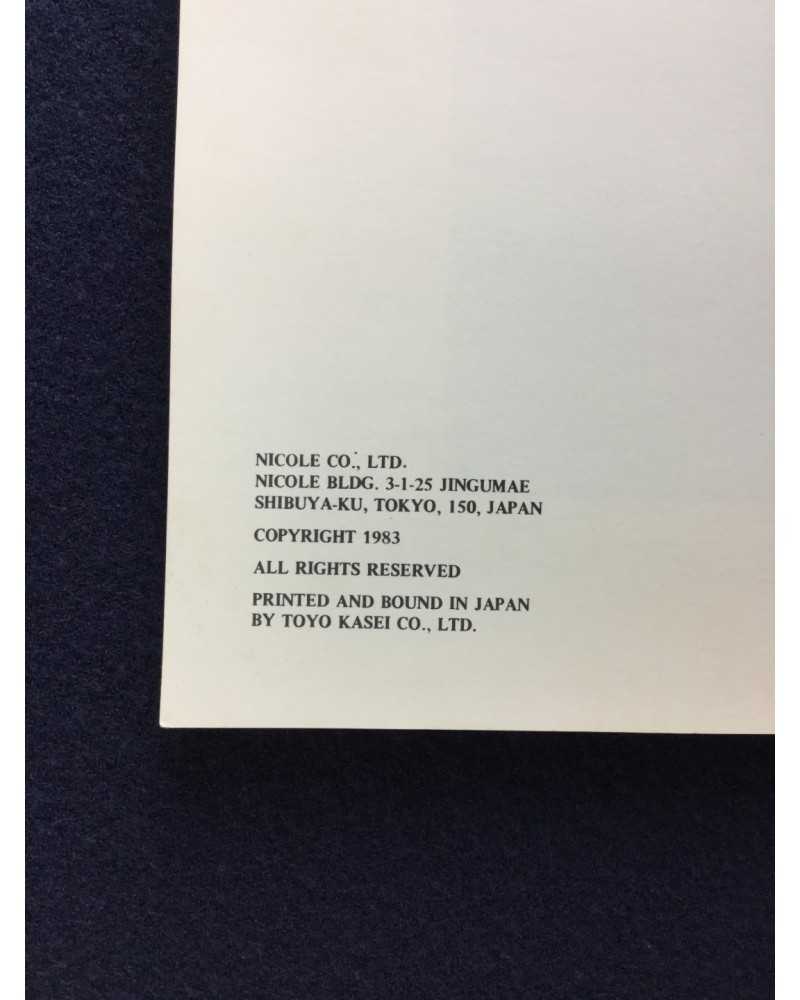 NICOLE CO., LTD.
NICOLE BLDG. 3-1-25 JINGUMAE
SHIBUYA-KU, TOKYO, 150, JAPAN
COPYRIGHT 1983
ALL RIGHTS RESERVED
PRINTED AND BOUND IN JAPAN
BY TOYO KASEI CO., LTD.